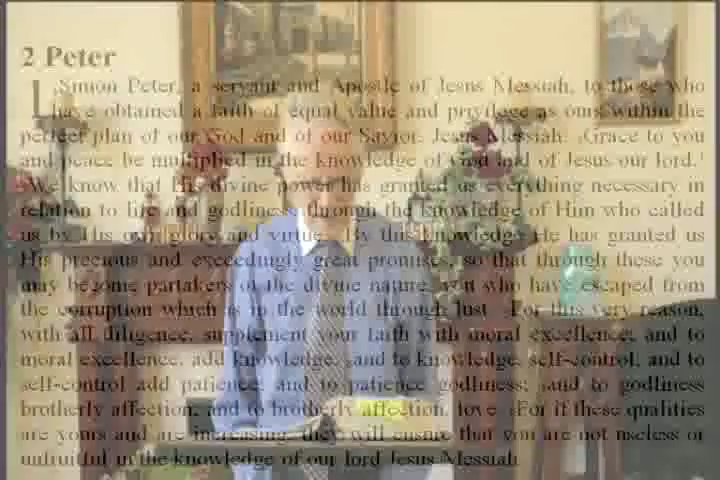 2 Peter
1. Simon Peter, a servant and Apostle of Jesus Messiah, to those who
have obtained a faith of equal value and privilege as ours within the
perfect plan of our God and of our Savior, Jesus Messiah: Grace to you
and peace be multiplied in the knowledge of God and of Jesus our lord.
We know that His divine power has granted us everything necessary in
relation to life and godliness, through the knowledge of Him who called
us by His own glory and virtue. By this knowledge He has granted us
His precious and exceedingly great promises, so that through these you
may become partakers of the divine nature, you who have escaped from
the corruption which is in the world through lust. For this very reason,
with all diligence, supplement your faith with moral excellence; and to
moral excellence, add knowledge; and to knowledge, self-control; and to
self-control add patience; and to patience godliness; and to godliness
brotherly affection; and to brotherly affection, love. For if these qualities
are yours and are increasing, they will ensure that you are not useless or
unfruitful in the knowledge of our lord Jesus Messiah